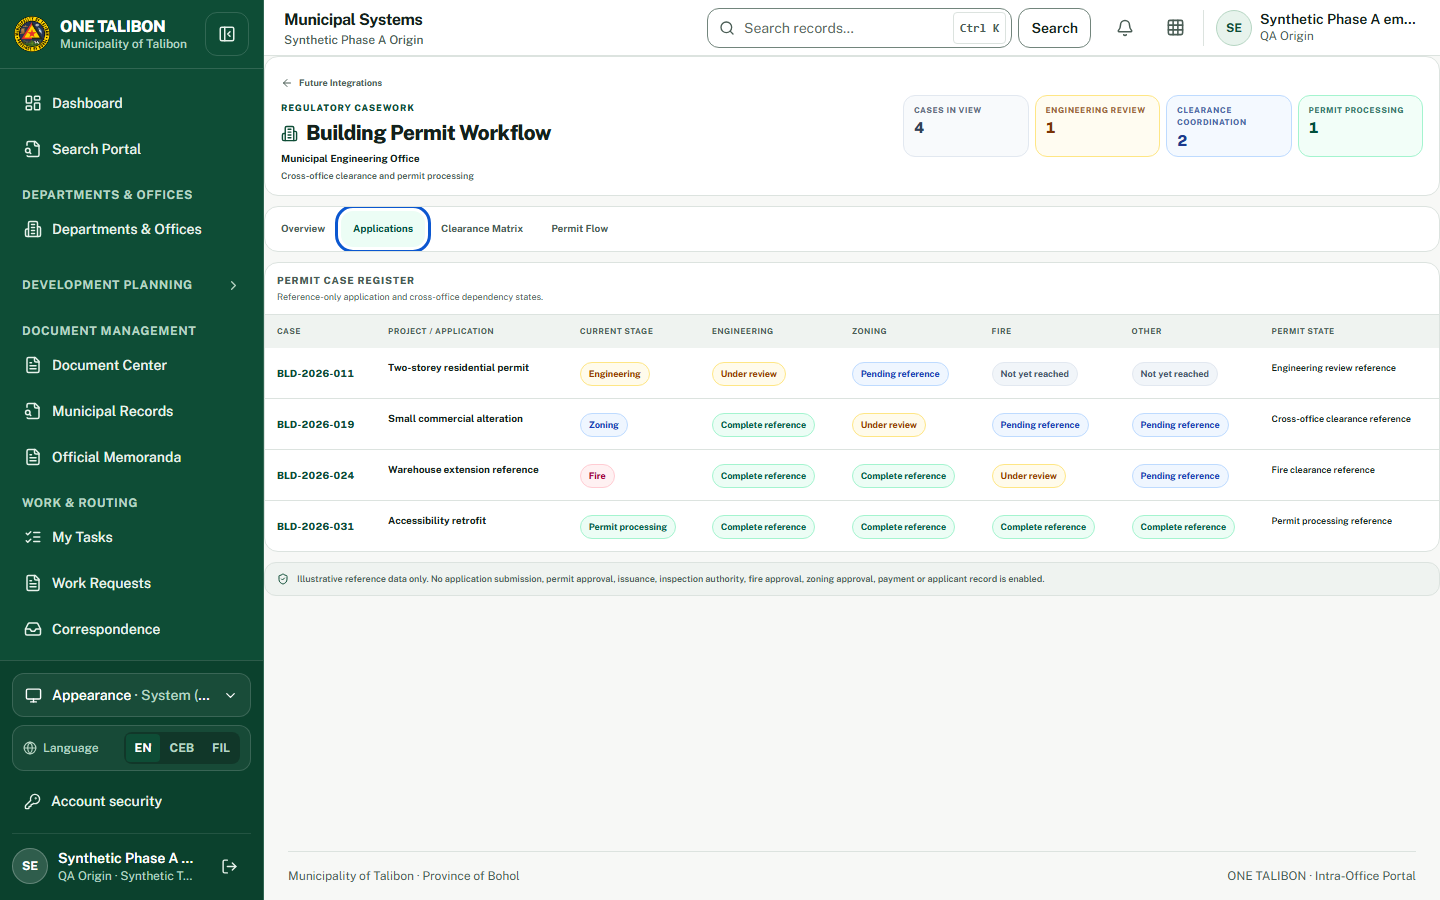 ONE TALIBON
Municipality of Talibon
Dashboard
Search Portal
DEPARTMENTS & OFFICES
Departments & Offices
DEVELOPMENT PLANNING
DOCUMENT MANAGEMENT
Document Center
Municipal Records
Official Memoranda
WORK & ROUTING
My Tasks
Work Requests
Correspondence
Appearance · System (...
Language EN CEB FIL
Account security
SE
Synthetic Phase A ...
QA Origin · Synthetic T...
Municipal Systems
Synthetic Phase A Origin
Search records... Ctrl K Search
SE
Synthetic Phase A em...
QA Origin
Future Integrations
REGULATORY CASEWORK
Building Permit Workflow
Municipal Engineering Office
Cross-office clearance and permit processing
CASES IN VIEW
4
ENGINEERING REVIEW
1
CLEARANCE
COORDINATION
2
PERMIT PROCESSING
1
Overview Applications Clearance Matrix Permit Flow
PERMIT CASE REGISTER
Reference-only application and cross-office dependency states.
CASE PROJECT / APPLICATION CURRENT STAGE ENGINEERING ZONING FIRE OTHER PERMIT STATE
BLD-2026-011 Two-storey residential permit Engineering Under review Pending reference Not yet reached Not yet reached Engineering review reference
BLD-2026-019 Small commercial alteration Zoning Complete reference Under review Pending reference Pending reference Cross-office clearance reference
BLD-2026-024 Warehouse extension reference Fire Complete reference Complete reference Under review Pending reference Fire clearance reference
BLD-2026-031 Accessibility retrofit Permit processing Complete reference Complete reference Complete reference Complete reference Permit processing reference
Illustrative reference data only. No application submission, permit approval, issuance, inspection authority, fire approval, zoning approval, payment or applicant record is enabled.
Municipality of Talibon · Province of Bohol
ONE TALIBON · Intra-Office Portal